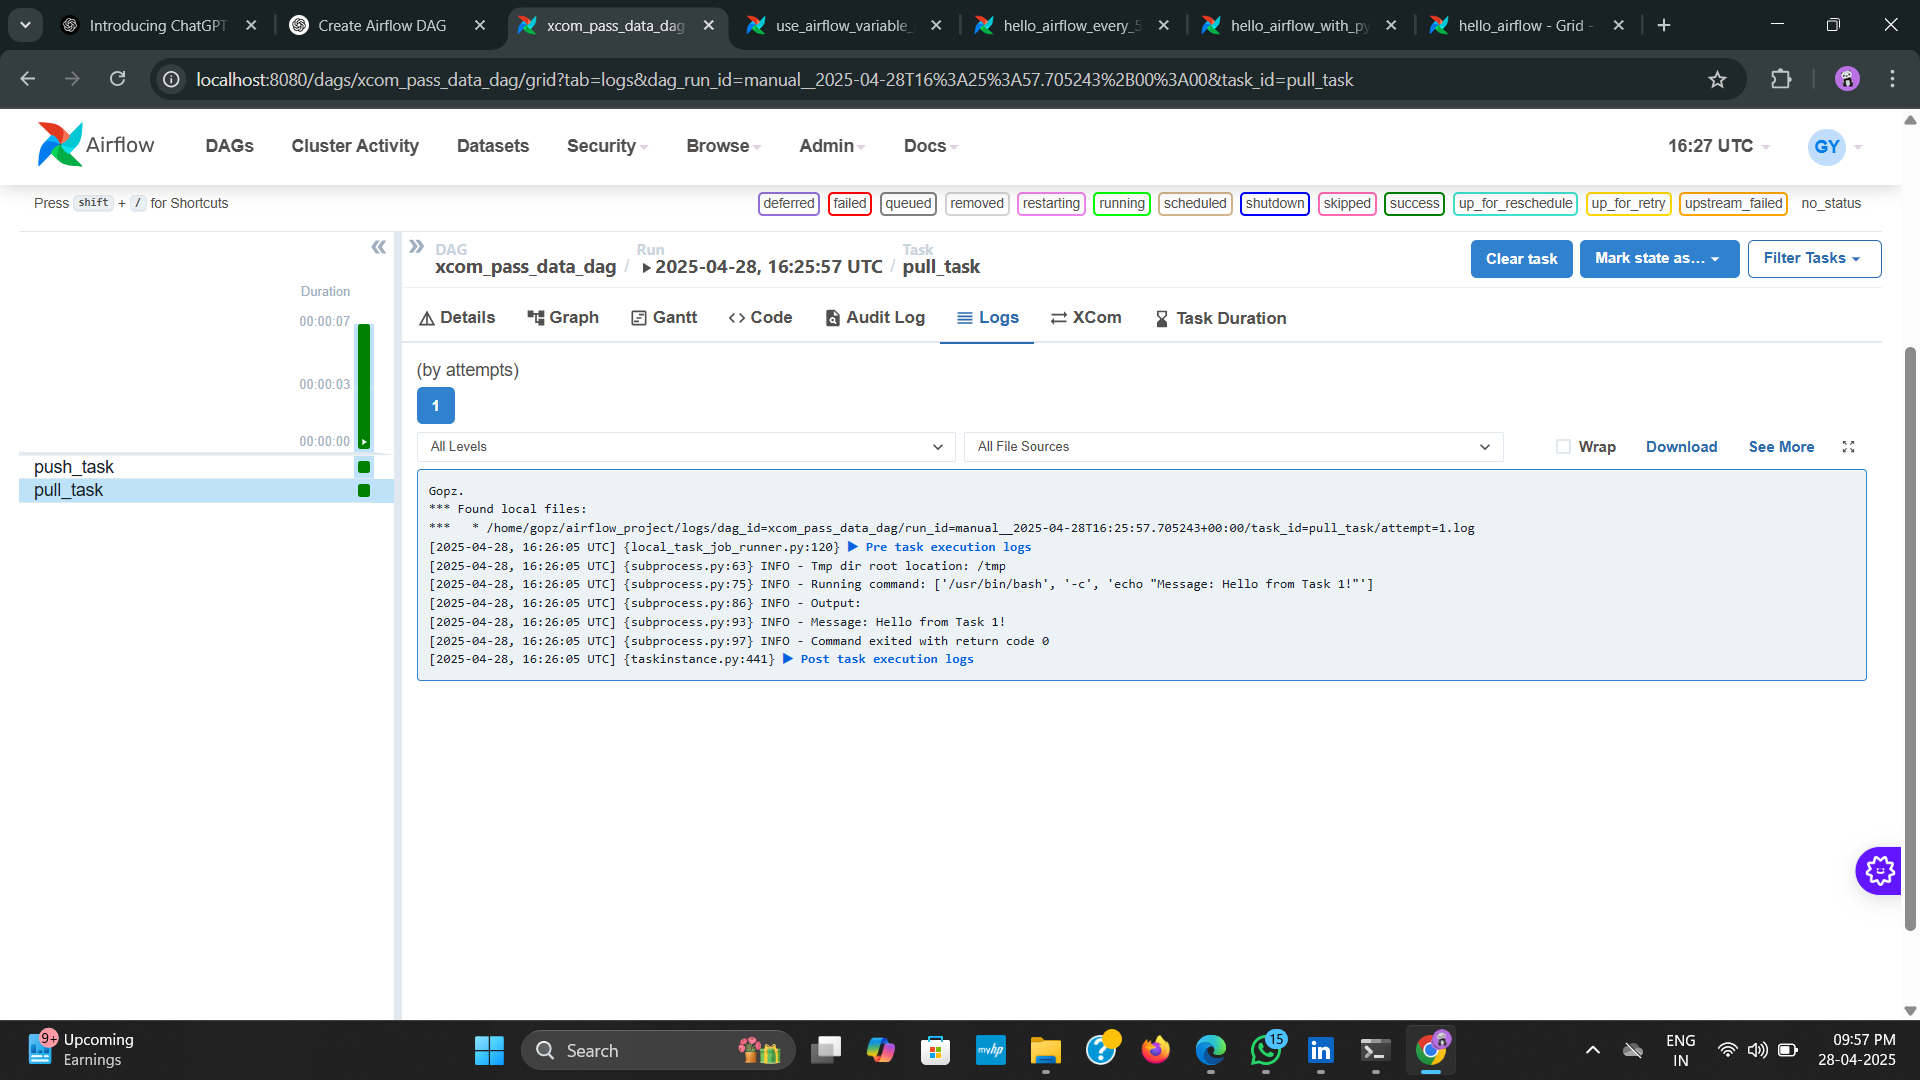 Introducing ChatGPT
Create Airflow DAG
xcom_pass_data_dag
use_airflow_variable_
hello_airflow_every_5
hello_airflow_with_py
hello_airflow - Grid -
localhost:8080/dags/xcom_pass_data_dag/grid?tab=logs&dag_run_id=manual__2025-04-28T16%3A25%3A57.705243%2B00%3A00&task_id=pull_task
Airflow
DAGs
Cluster Activity
Datasets
Security
Browse
Admin
Docs
16:27 UTC
GY
Press shift + / for Shortcuts
deferred
failed
queued
removed
restarting
running
scheduled
shutdown
skipped
success
up_for_reschedule
up_for_retry
upstream_failed
no_status
DAG
xcom_pass_data_dag
/
Run
2025-04-28, 16:25:57 UTC
/
Task
pull_task
Clear task
Mark state as...
Filter Tasks
Duration
00:00:07
00:00:03
00:00:00
push_task
pull_task
Details
Graph
Gantt
Code
Audit Log
Logs
XCom
Task Duration
(by attempts)
1
All Levels
All File Sources
Wrap
Download
See More
Gopz.
*** Found local files:
***   * /home/gopz/airflow_project/logs/dag_id=xcom_pass_data_dag/run_id=manual__2025-04-28T16:25:57.705243+00:00/task_id=pull_task/attempt=1.log
[2025-04-28, 16:26:05 UTC] {local_task_job_runner.py:120} ▶ Pre task execution logs
[2025-04-28, 16:26:05 UTC] {subprocess.py:63} INFO - Tmp dir root location: /tmp
[2025-04-28, 16:26:05 UTC] {subprocess.py:75} INFO - Running command: ['/usr/bin/bash', '-c', 'echo "Message: Hello from Task 1!"']
[2025-04-28, 16:26:05 UTC] {subprocess.py:86} INFO - Output:
[2025-04-28, 16:26:05 UTC] {subprocess.py:93} INFO - Message: Hello from Task 1!
[2025-04-28, 16:26:05 UTC] {subprocess.py:97} INFO - Command exited with return code 0
[2025-04-28, 16:26:05 UTC] {taskinstance.py:441} ▶ Post task execution logs
9+
Upcoming
Earnings
Search
myhp
15
ENG
IN
09:57 PM
28-04-2025